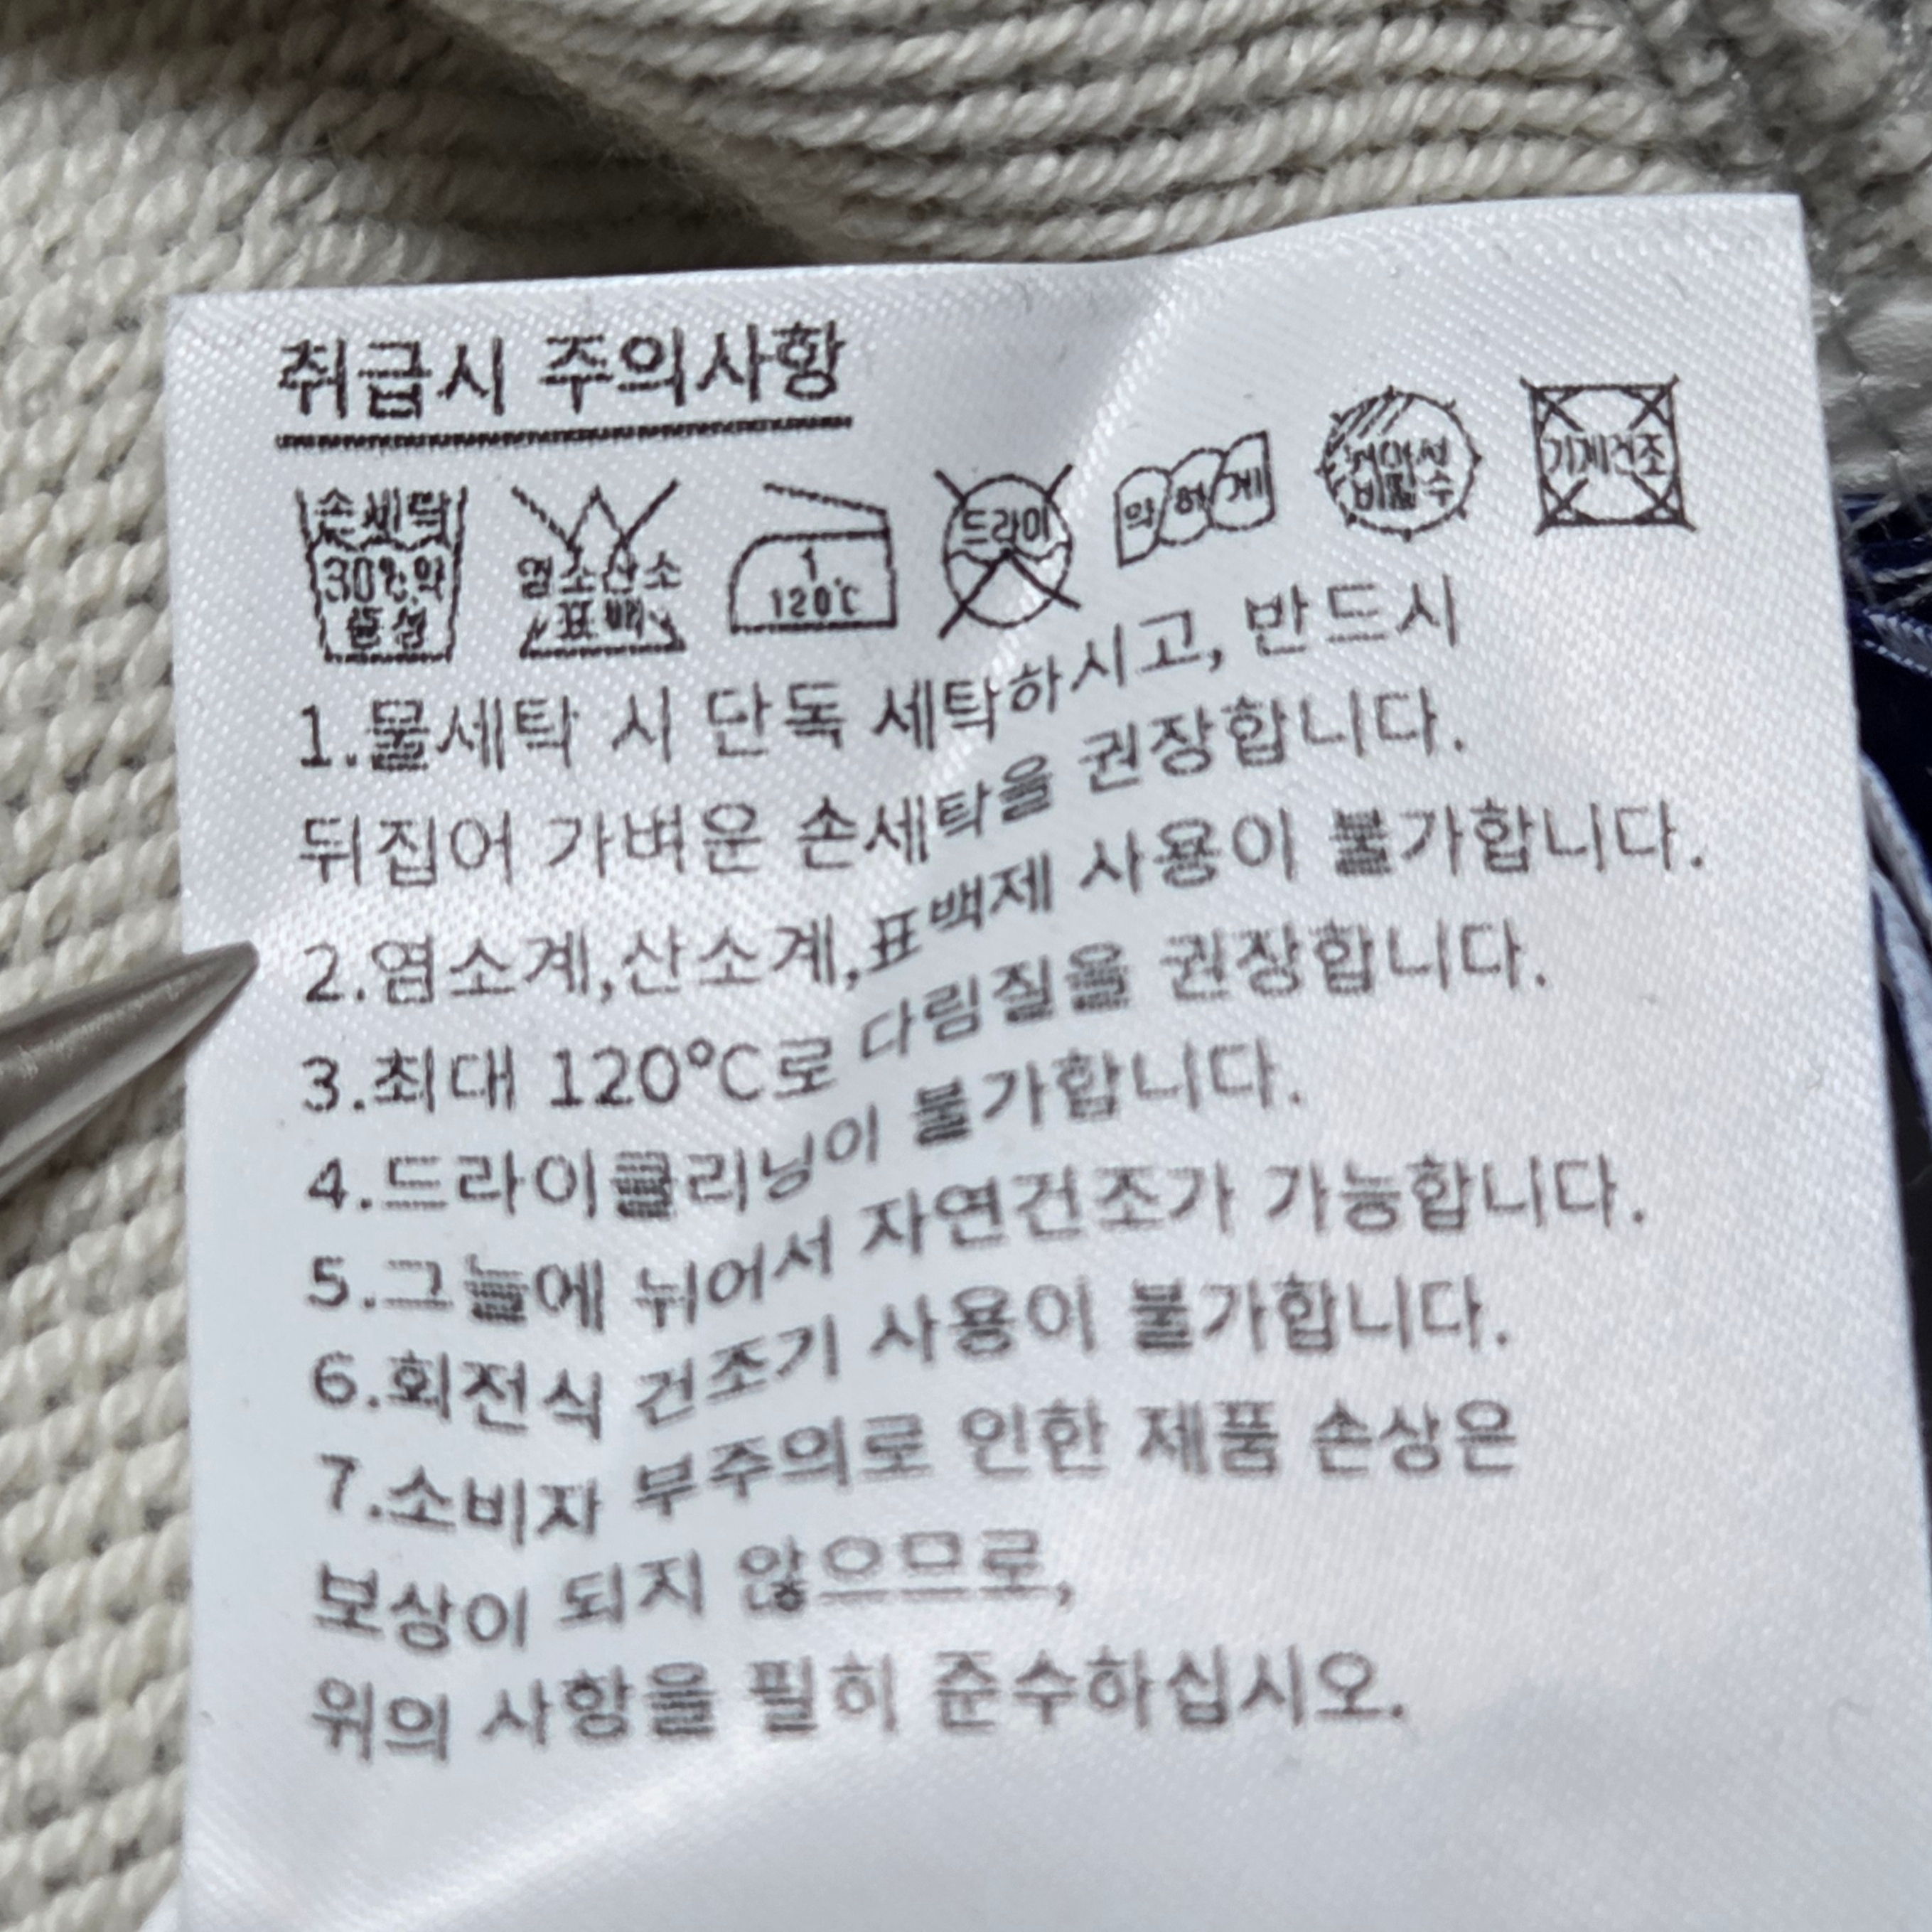 취급시 주의사항
손세탁 30℃ 약 중성
염소산소 표백
1 120℃
드라이
약하게
기계건조
1.물세탁 시 단독 세탁하시고, 반드시
뒤집어 가벼운 손세탁을 권장합니다.
2.염소계,산소계,표백제 사용이 불가합니다.
3.최대 120°C로 다림질을 권장합니다.
4.드라이클리닝이 불가합니다.
5.그늘에 뉘어서 자연건조가 가능합니다.
6.회전식 건조기 사용이 불가합니다.
7.소비자 부주의로 인한 제품 손상은
보상이 되지 않으므로,
위의 사항을 필히 준수하십시오.